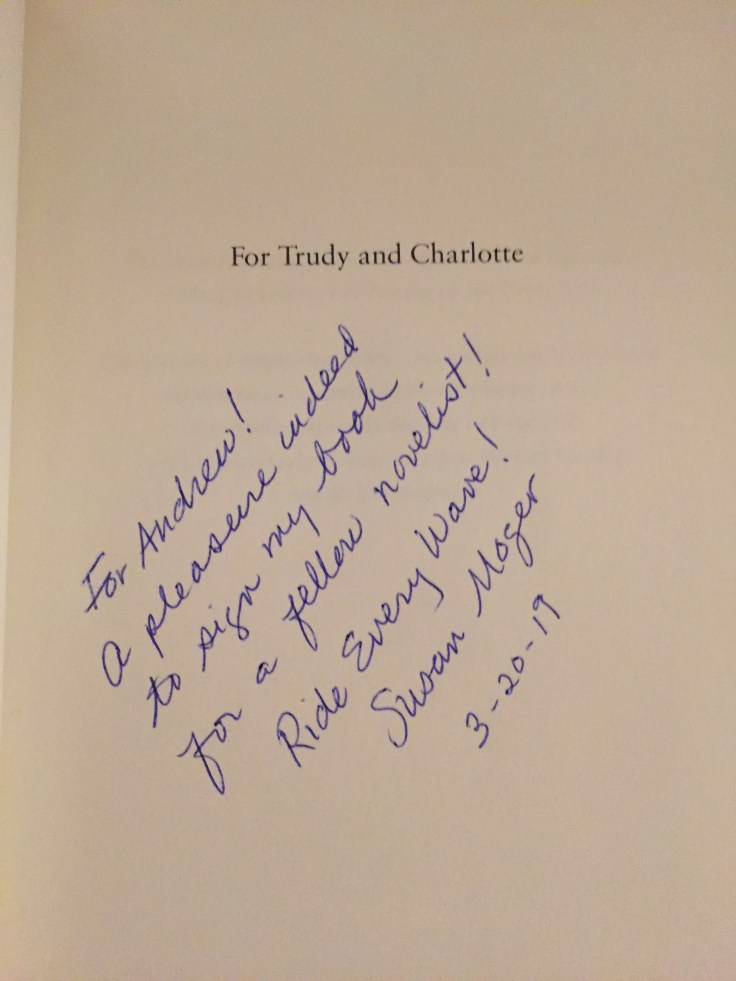 For Trudy and Charlotte
For Andrew!
A pleasure indeed
to sign my book
for a fellow novelist!
Ride Every Wave!
Susan Moger
3-20-19